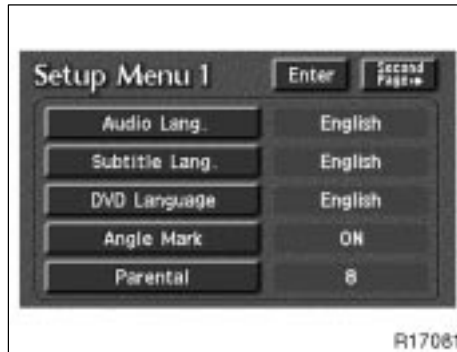 Setup Menu 1 Enter Second Page
Audio Lang. English
Subtitle Lang. English
DVD Language English
Angle Mark ON
Parental 8
R17081